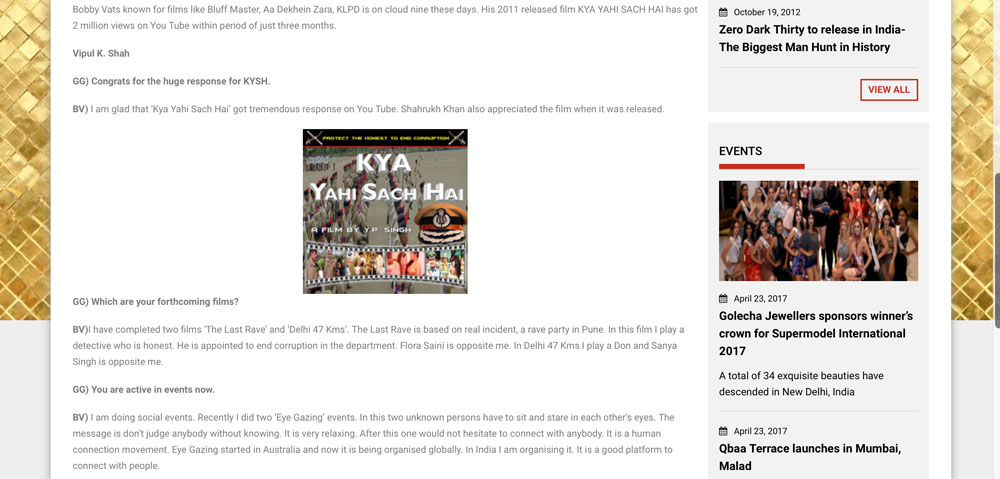 Bobby Vats known for films like Bluff Master, Aa Dekhein Zara, KLPD is on cloud nine these days. His 2011 released film KYA YAHI SACH HAI has got
2 million views on You Tube within period of just three months.
Vipul K. Shah
GG) Congrats for the huge response for KYSH.
BV) I am glad that ‘Kya Yahi Sach Hai’ got tremendous response on You Tube. Shahrukh Khan also appreciated the film when it was released.
PROTECT THE HONEST TO END CORRUPTION
KYA
YAHI SACH HAI
A FILM BY Y.P. SINGH
GG) Which are your forthcoming films?
BV)I have completed two films ‘The Last Rave’ and ‘Delhi 47 Kms’. The Last Rave is based on real incident, a rave party in Pune. In this film I play a
detective who is honest. He is appointed to end corruption in the department. Flora Saini is opposite me. In Delhi 47 Kms I play a Don and Sanya
Singh is opposite me.
GG) You are active in events now.
BV) I am doing social events. Recently I did two ‘Eye Gazing’ events. In this two unknown persons have to sit and stare in each other’s eyes. The
message is don’t judge anybody without knowing. It is very relaxing. After this one would not hesitate to connect with anybody. It is a human
connection movement. Eye Gazing started in Australia and now it is being organised globally. In India I am organising it. It is a good platform to
connect with people.
October 19, 2012
Zero Dark Thirty to release in India-
The Biggest Man Hunt in History
VIEW ALL
EVENTS
April 23, 2017
Golecha Jewellers sponsors winner’s
crown for Supermodel International
2017
A total of 34 exquisite beauties have
descended in New Delhi, India
April 23, 2017
Qbaa Terrace launches in Mumbai,
Malad